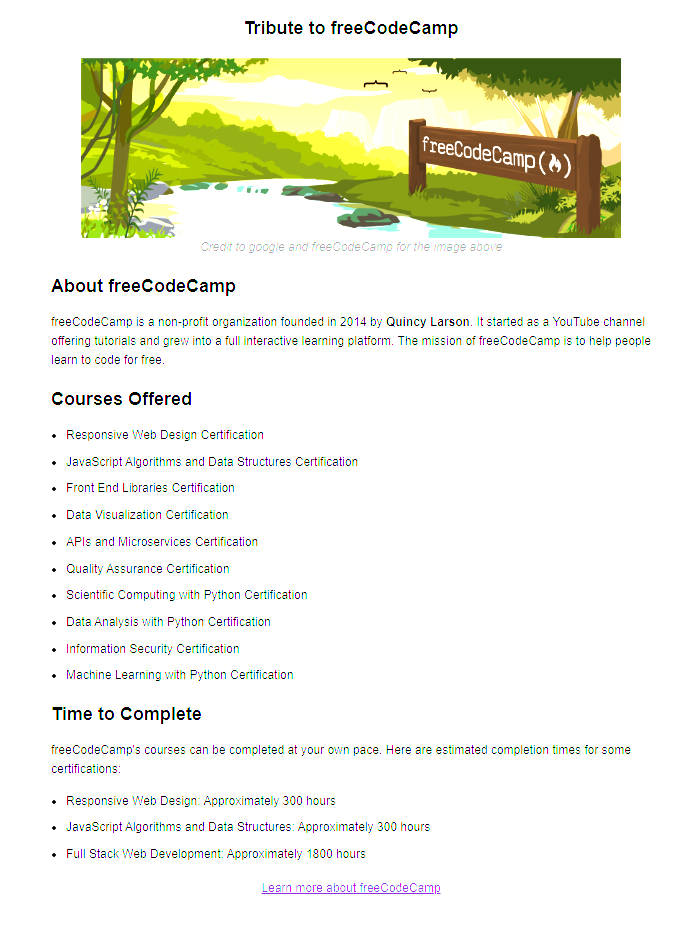 Tribute to freeCodeCamp
freeCodeCamp(🔥)
Credit to google and freeCodeCamp for the image above
About freeCodeCamp
freeCodeCamp is a non-profit organization founded in 2014 by Quincy Larson. It started as a YouTube channel
offering tutorials and grew into a full interactive learning platform. The mission of freeCodeCamp is to help people
learn to code for free.
Courses Offered
• Responsive Web Design Certification
• JavaScript Algorithms and Data Structures Certification
• Front End Libraries Certification
• Data Visualization Certification
• APIs and Microservices Certification
• Quality Assurance Certification
• Scientific Computing with Python Certification
• Data Analysis with Python Certification
• Information Security Certification
• Machine Learning with Python Certification
Time to Complete
freeCodeCamp's courses can be completed at your own pace. Here are estimated completion times for some
certifications:
• Responsive Web Design: Approximately 300 hours
• JavaScript Algorithms and Data Structures: Approximately 300 hours
• Full Stack Web Development: Approximately 1800 hours
Learn more about freeCodeCamp